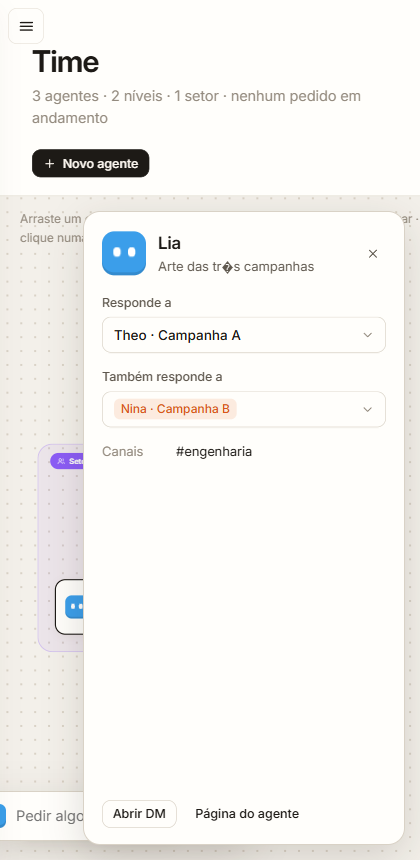 Time
3 agentes · 2 níveis · 1 setor · nenhum pedido em
andamento
+ Novo agente
Arraste um
ar ·
clique numa
Lia
Arte das tr�s campanhas
Responde a
Theo · Campanha A
Também responde a
Nina · Campanha B
Canais #engenharia
Seto
Pedir algo
Abrir DM
Página do agente